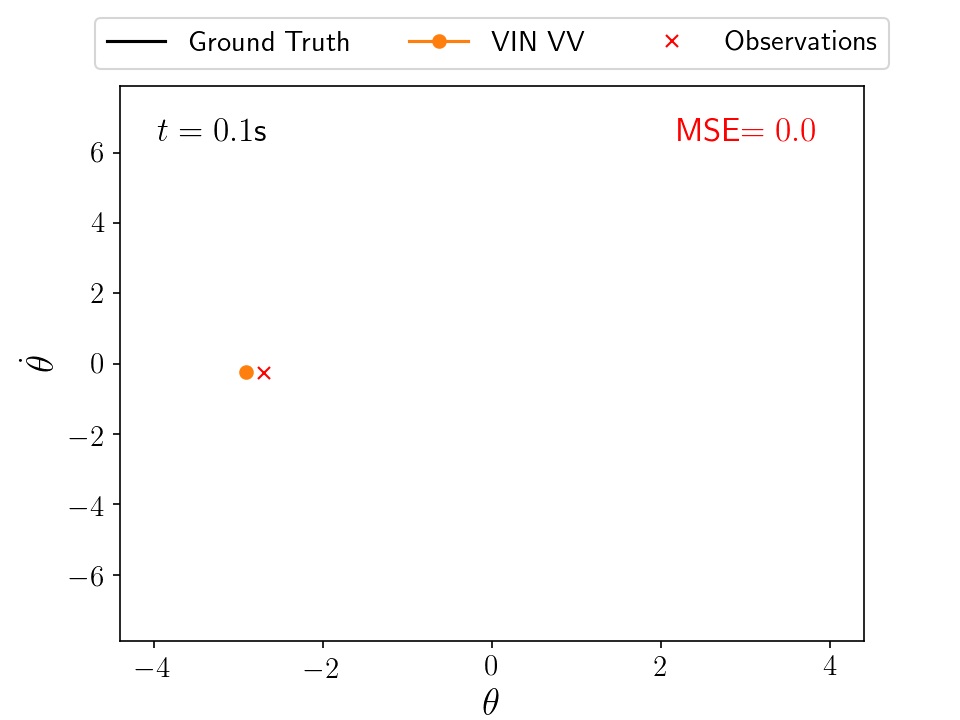 Ground Truth VIN VV Observations
t = 0.1s MSE= 0.0
6
4
2
0
−2
−4
−6
θ̇
−4 −2 0 2 4
θ